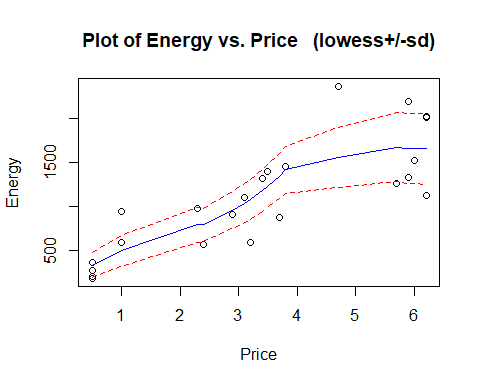 Plot of Energy vs. Price (lowess+/-sd)
Energy
1500
500
1 2 3 4 5 6
Price